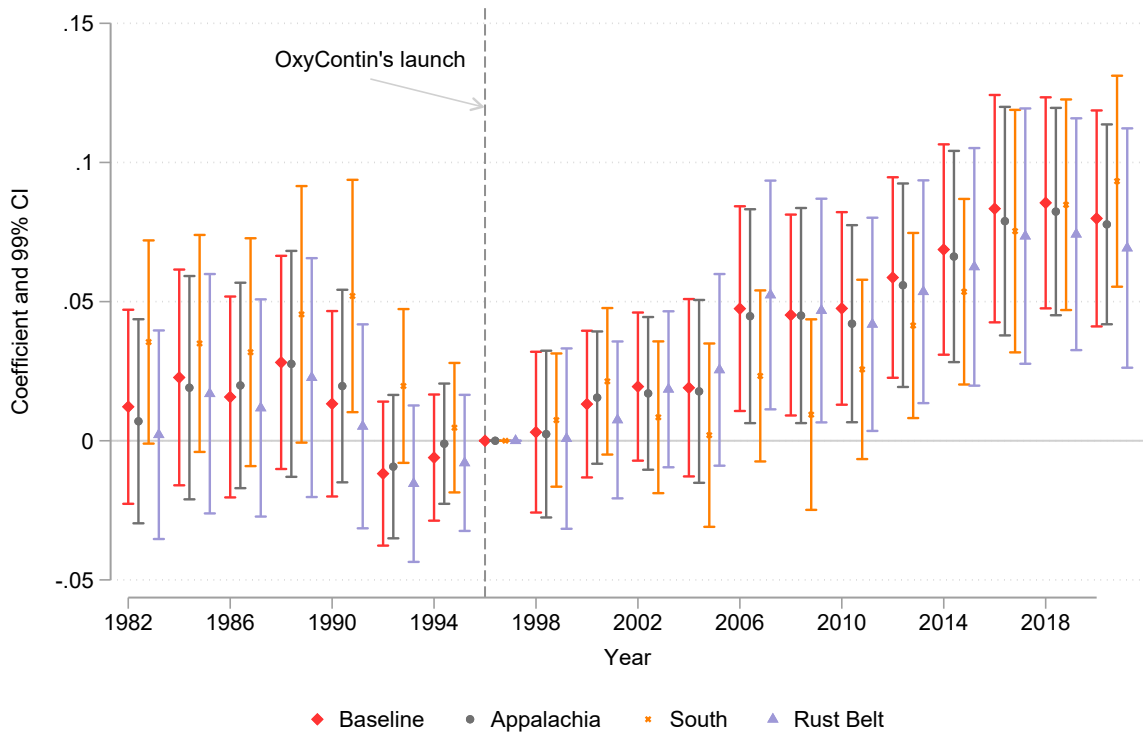 .15
OxyContin's launch
.1
.05
0
-.05
Coefficient and 99% CI
1982 1986 1990 1994 1998 2002 2006 2010 2014 2018
Year
Baseline Appalachia South Rust Belt